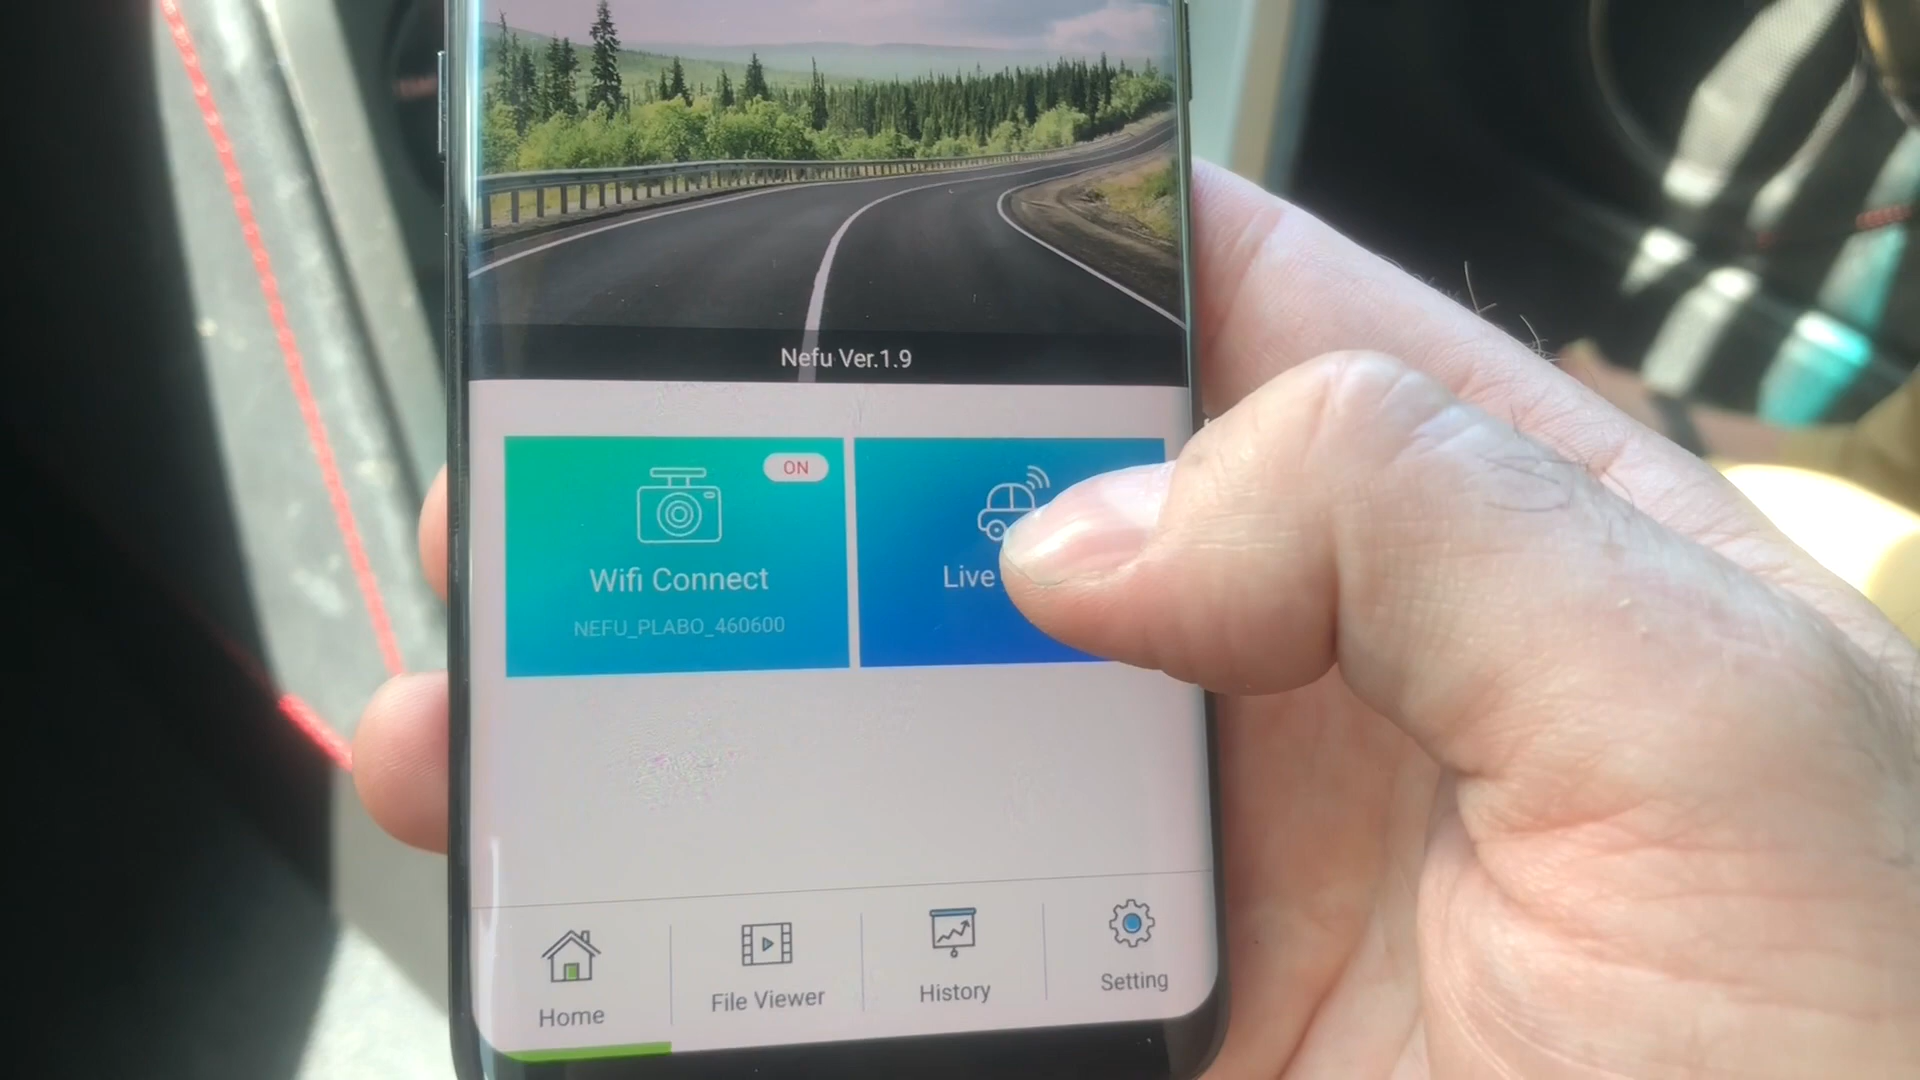 Nefu Ver.1.9
ON
Wifi Connect
NEFU_PLABO_460600
Live
Home
File Viewer
History
Setting